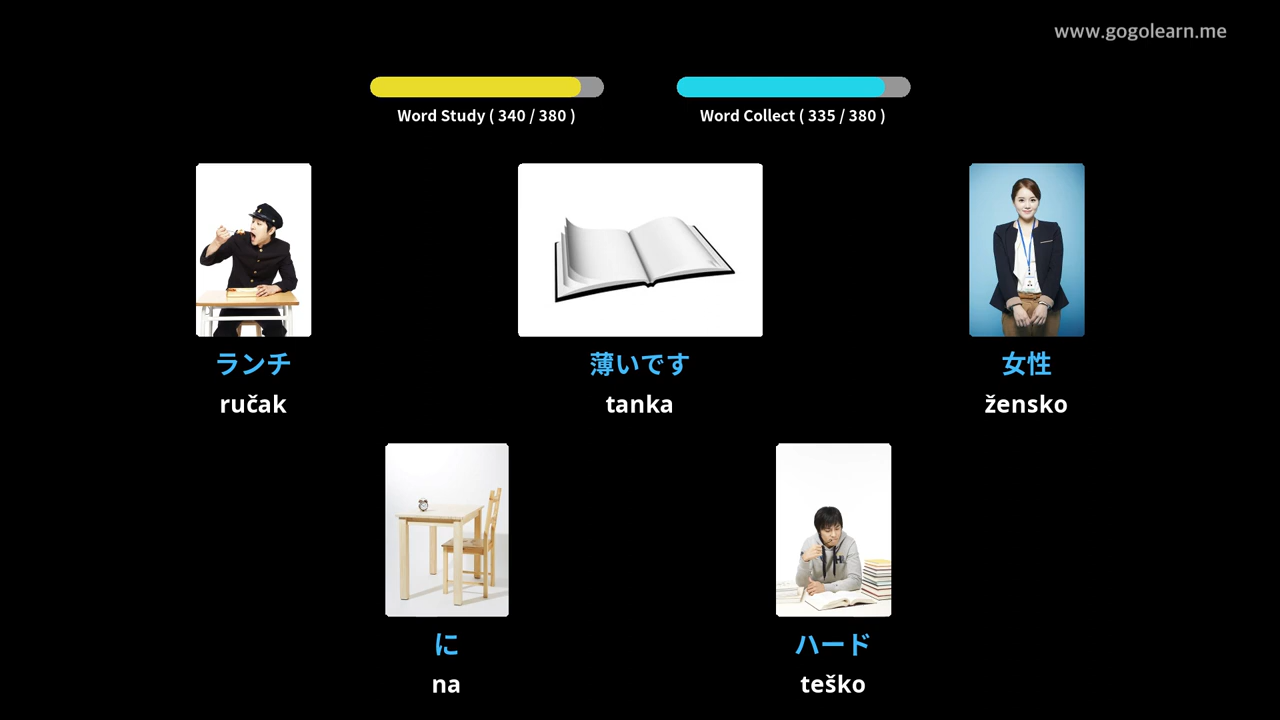 www.gogolearn.me
Word Study ( 340 / 380 )
Word Collect ( 335 / 380 )
ランチ
ručak
薄いです
tanka
女性
žensko
に
na
ハード
teško